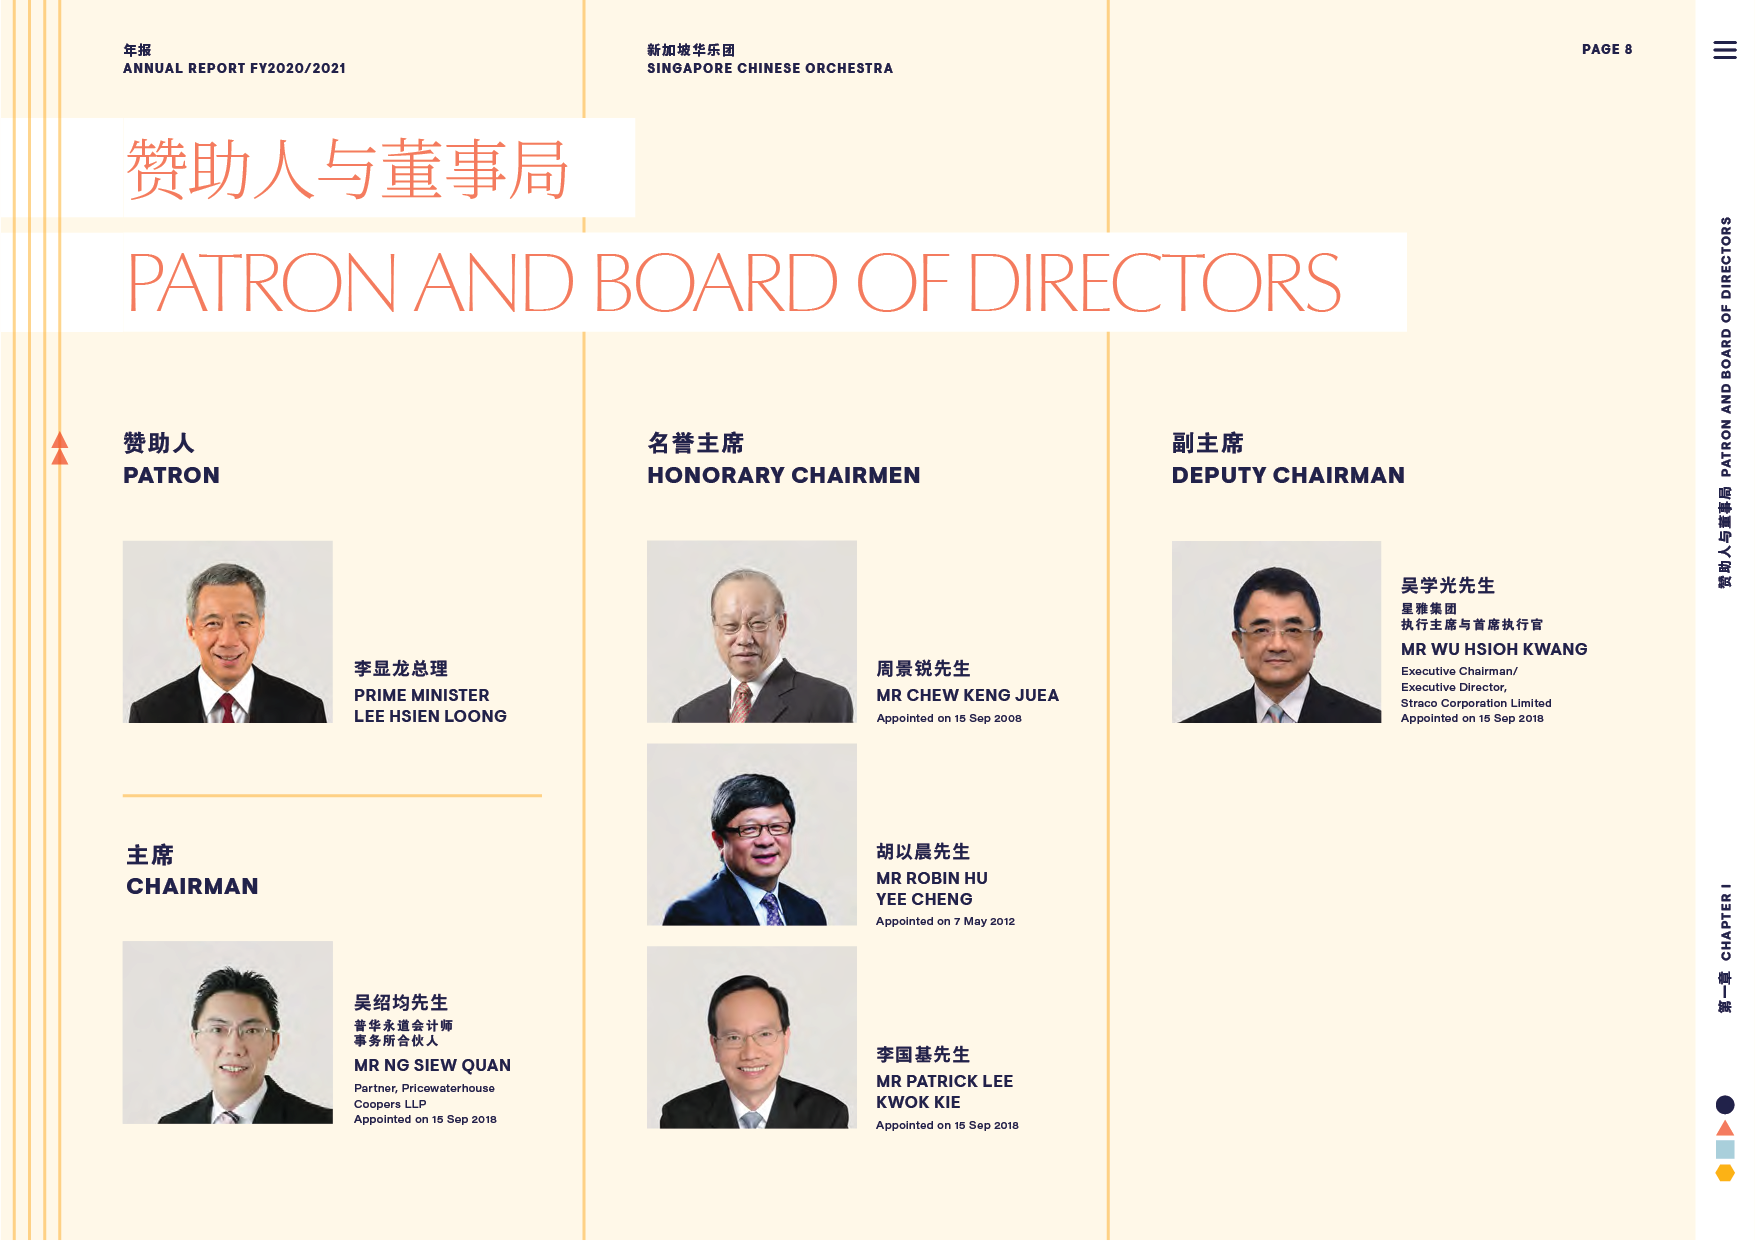 年报
ANNUAL REPORT FY2020/2021
新加坡华乐团
SINGAPORE CHINESE ORCHESTRA
PAGE 8
赞助人与董事局
PATRON AND BOARD OF DIRECTORS
赞助人
PATRON
李显龙总理
PRIME MINISTER
LEE HSIEN LOONG
主席
CHAIRMAN
吴绍均先生
普华永道会计师
事务所合伙人
MR NG SIEW QUAN
Partner, Pricewaterhouse
Coopers LLP
Appointed on 15 Sep 2018
名誉主席
HONORARY CHAIRMEN
周景锐先生
MR CHEW KENG JUEA
Appointed on 15 Sep 2008
胡以晨先生
MR ROBIN HU
YEE CHENG
Appointed on 7 May 2012
李国基先生
MR PATRICK LEE
KWOK KIE
Appointed on 15 Sep 2018
副主席
DEPUTY CHAIRMAN
吴学光先生
星雅集团
执行主席与首席执行官
MR WU HSIOH KWANG
Executive Chairman/
Executive Director,
Straco Corporation Limited
Appointed on 15 Sep 2018
赞助人与董事局 PATRON AND BOARD OF DIRECTORS
第一章 CHAPTER I